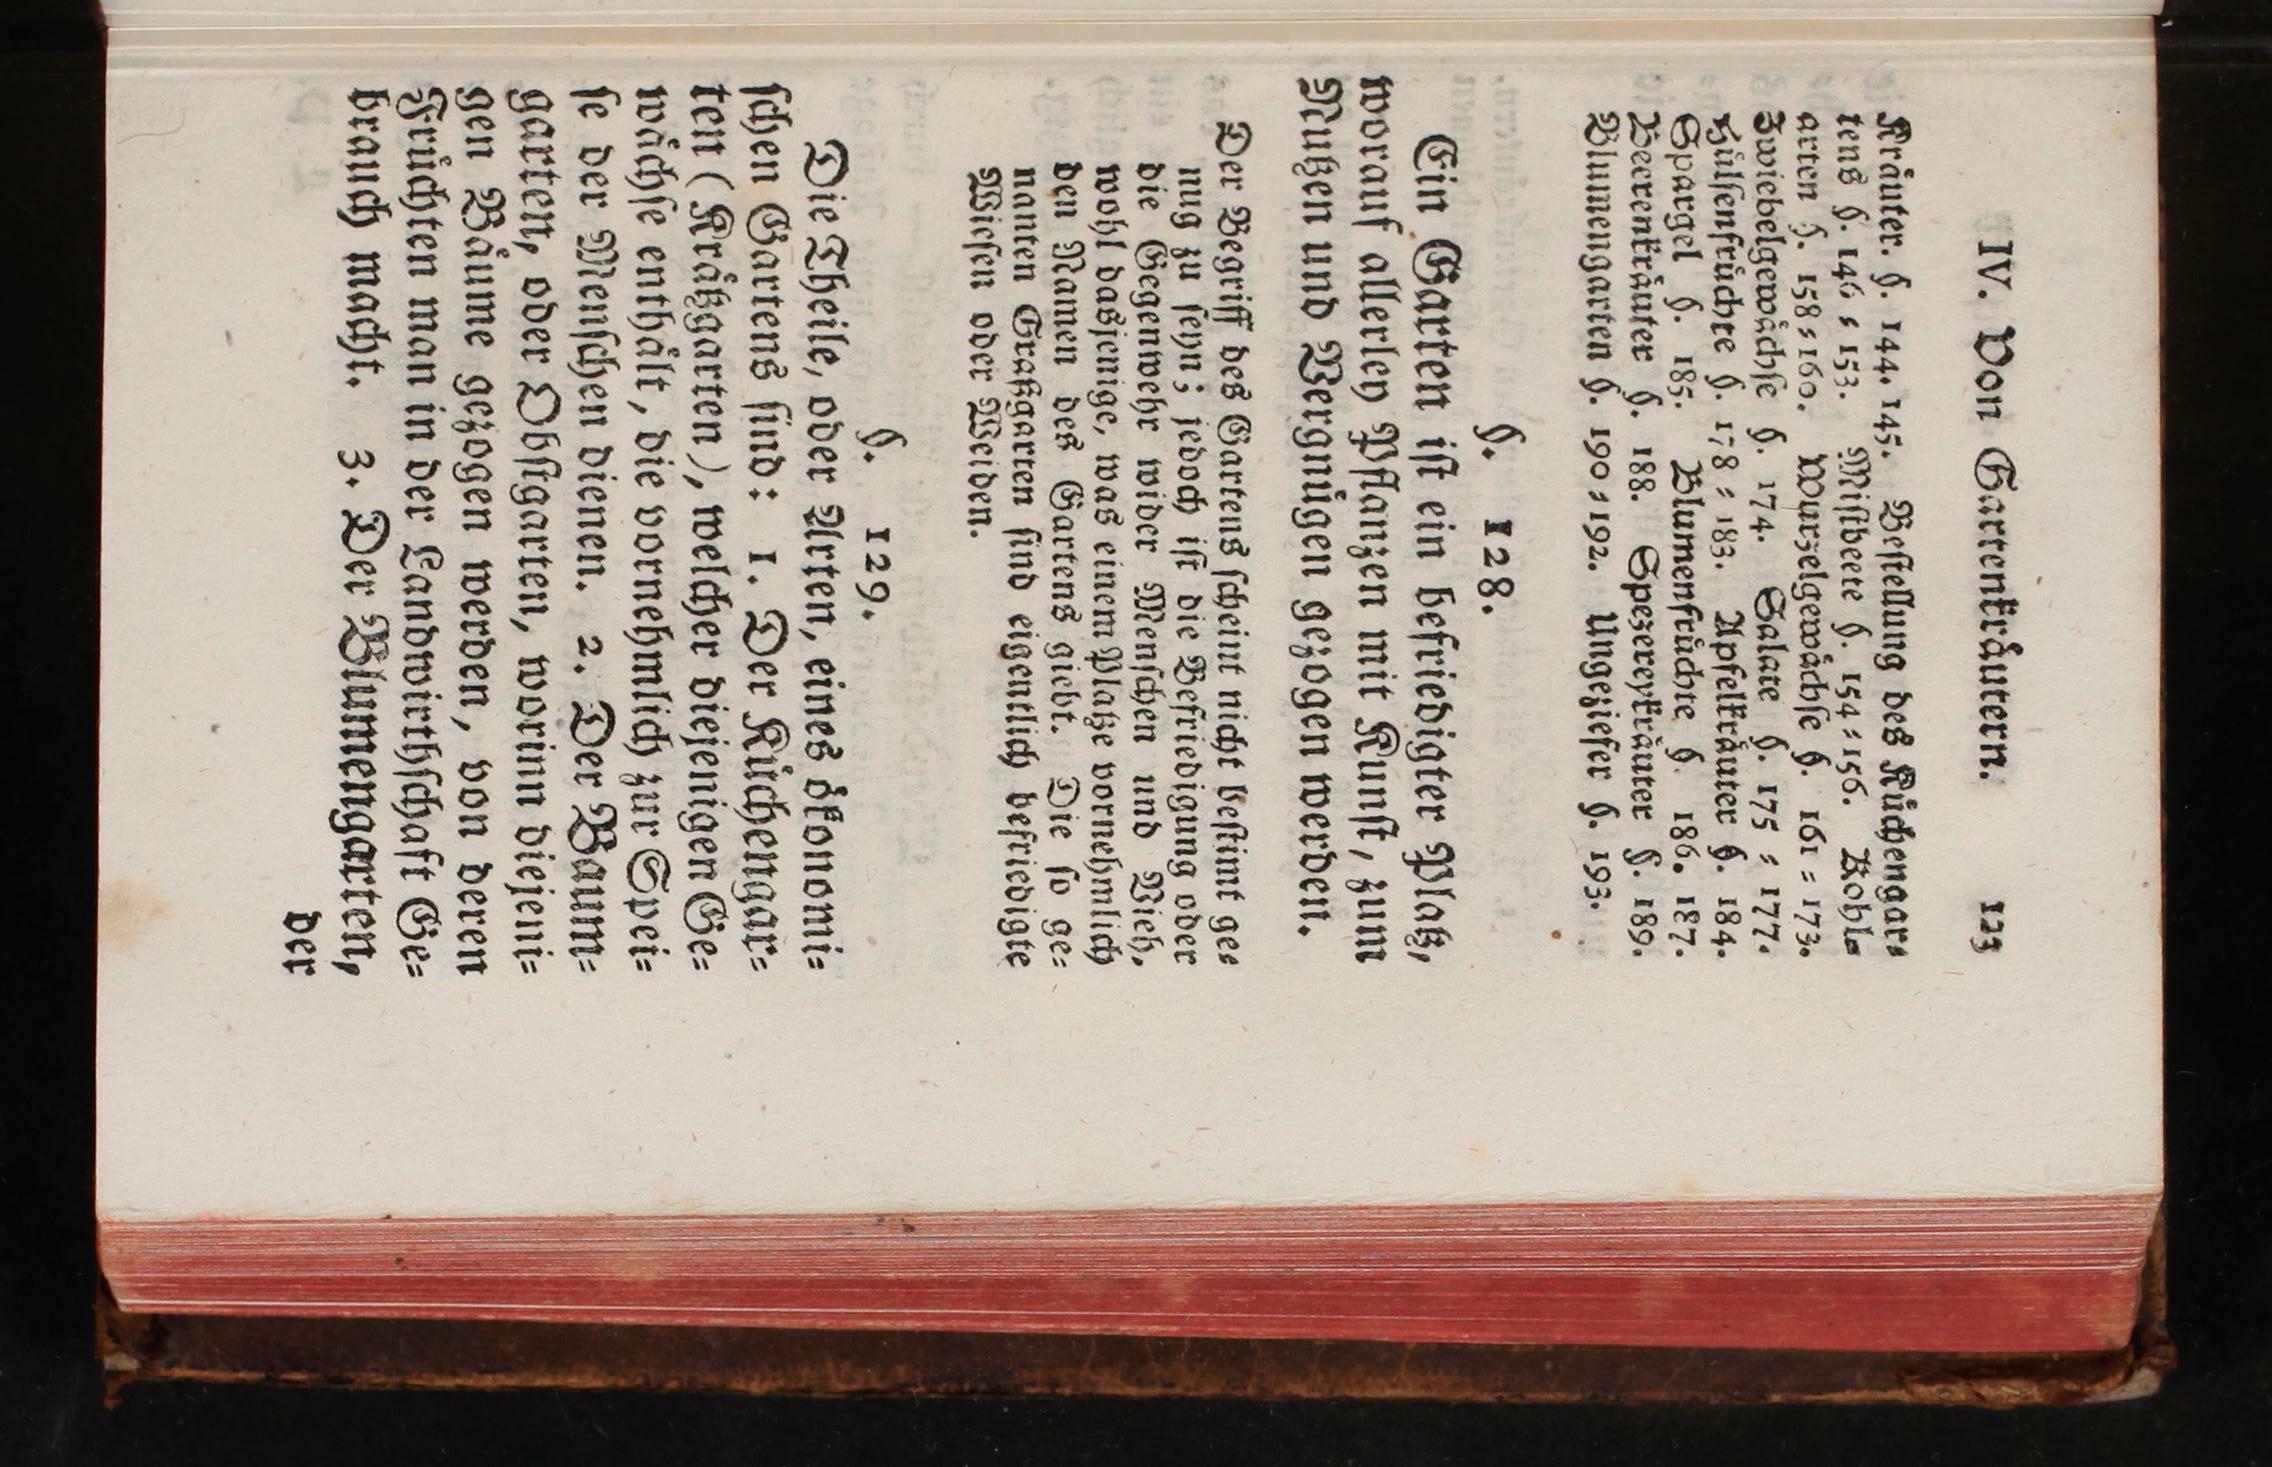 IV. Von Gartenkräutern. 123
Kräuter. §. 144. 145. Bestellung des Küchengar-
tens §. 146 - 153. Mistbeete §. 154 - 156. Kohl-
arten §. 158 - 160. Wurzelgewächse §. 161 - 173.
Zwiebelgewächse §. 174. Salate §. 175 - 177.
Hülsenfrüchte §. 178 - 183. Apfelkräuter §. 184.
Spargel §. 185. Blumenfrüchte §. 186. 187.
Beerenkräuter §. 188. Spezereykräuter §. 189.
Blumengarten §. 190 - 192. Ungeziefer §. 193.
§. 128.
Ein Garten ist ein befriedigter Platz,
worauf allerley Pflanzen mit Kunst, zum
Nutzen und Vergnügen gezogen werden.
Der Begriff des Gartens scheint nicht bestimt ge-
nug zu seyn; jedoch ist die Befriedigung oder
die Gegenwehr wider Menschen und Vieh,
wohl dasjenige, was einem Platze vornehmlich
den Namen des Gartens giebt. Die so ge-
nanten Grasgarten sind eigentlich befriedigte
Wiesen oder Weiden.
§. 129.
Die Theile, oder Arten, eines ökonomi-
schen Gartens sind: 1. Der Küchengar-
ten (Krätzgarten), welcher diejenigen Ge-
wächse enthält, die vornehmlich zur Spei-
se der Menschen dienen. 2. Der Baum-
garten, oder Obstgarten, worinn diejeni-
gen Bäume gezogen werden, von deren
Früchten man in der Landwirthschaft Ge-
brauch macht. 3. Der Blumengarten,
der